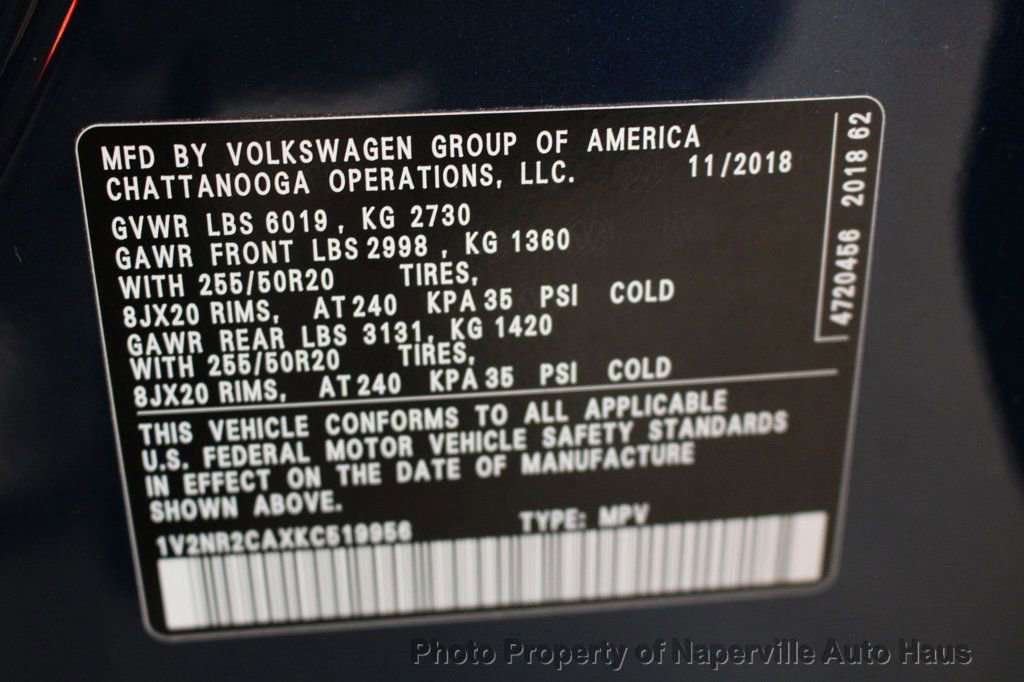 MFD BY VOLKSWAGEN GROUP OF AMERICA
CHATTANOOGA OPERATIONS, LLC. 11/2018
GVWR LBS 6019 , KG 2730
GAWR FRONT LBS 2998 , KG 1360
WITH 255/50R20 TIRES,
8JX20 RIMS, AT 240 KPA 35 PSI COLD
GAWR REAR LBS 3131, KG 1420
WITH 255/50R20 TIRES,
8JX20 RIMS, AT 240 KPA 35 PSI COLD
THIS VEHICLE CONFORMS TO ALL APPLICABLE
U.S. FEDERAL MOTOR VEHICLE SAFETY STANDARDS
IN EFFECT ON THE DATE OF MANUFACTURE
SHOWN ABOVE.
1V2NR2CAXKC519956 TYPE: MPV
4720456 2018 62
Photo Property of Naperville Auto Haus